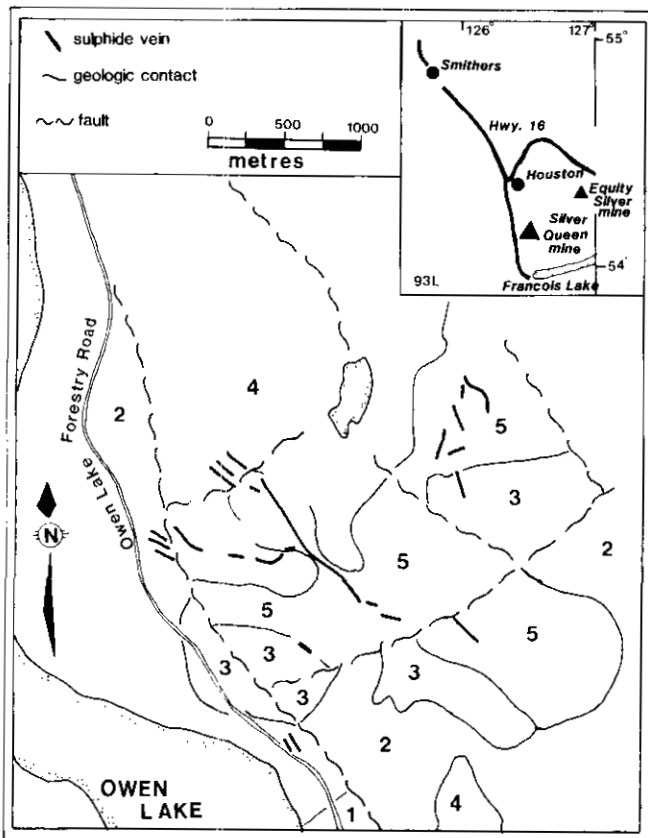 sulphide vein
geologic contact
fault
0 500 1000
metres
126°
127°
55°
Smithers
Hwy. 16
Houston
Equity
Silver
mine
Silver
Queen
mine
54'
93L
Francois Lake
Forestry Road
Owen Lake
2
4
5
3
2
N
5
5
5
3
3
3
3
2
OWEN
LAKE
1
4